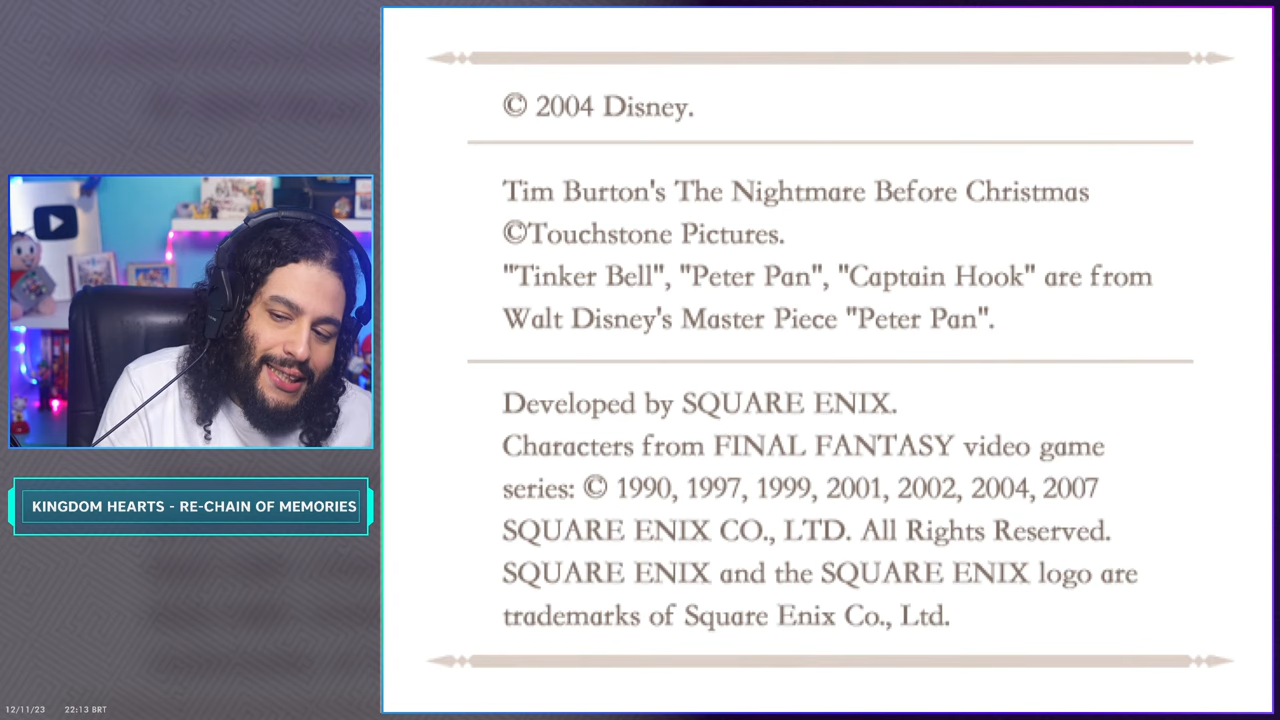 © 2004 Disney.
Tim Burton's The Nightmare Before Christmas
©Touchstone Pictures.
"Tinker Bell", "Peter Pan", "Captain Hook" are from
Walt Disney's Master Piece "Peter Pan".
Developed by SQUARE ENIX.
Characters from FINAL FANTASY video game
series: © 1990, 1997, 1999, 2001, 2002, 2004, 2007
SQUARE ENIX CO., LTD. All Rights Reserved.
SQUARE ENIX and the SQUARE ENIX logo are
trademarks of Square Enix Co., Ltd.
KINGDOM HEARTS - RE-CHAIN OF MEMORIES
12/11/23 22:13 BRT